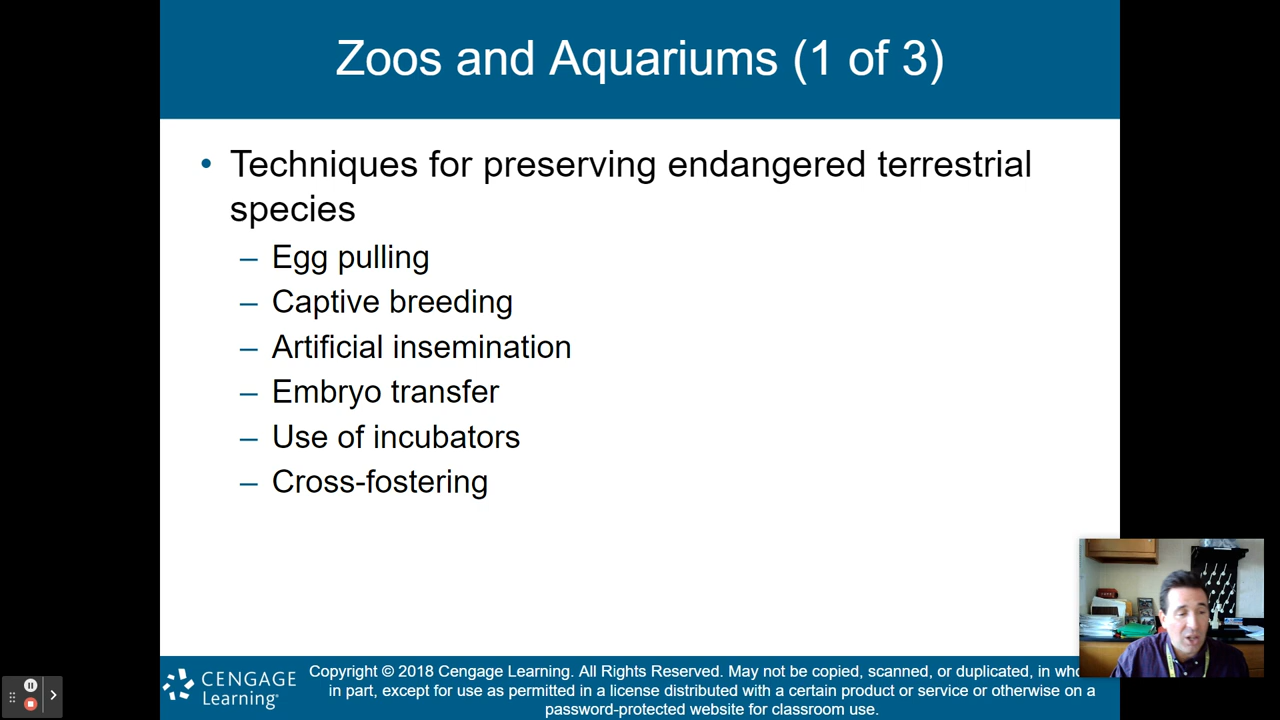 Zoos and Aquariums (1 of 3)
• Techniques for preserving endangered terrestrial
species
– Egg pulling
– Captive breeding
– Artificial insemination
– Embryo transfer
– Use of incubators
– Cross-fostering
CENGAGE
Learning®
Copyright © 2018 Cengage Learning. All Rights Reserved. May not be copied, scanned, or duplicated, in
in part, except for use as permitted in a license distributed with a certain product or service or otherwise on a
password-protected website for classroom use.